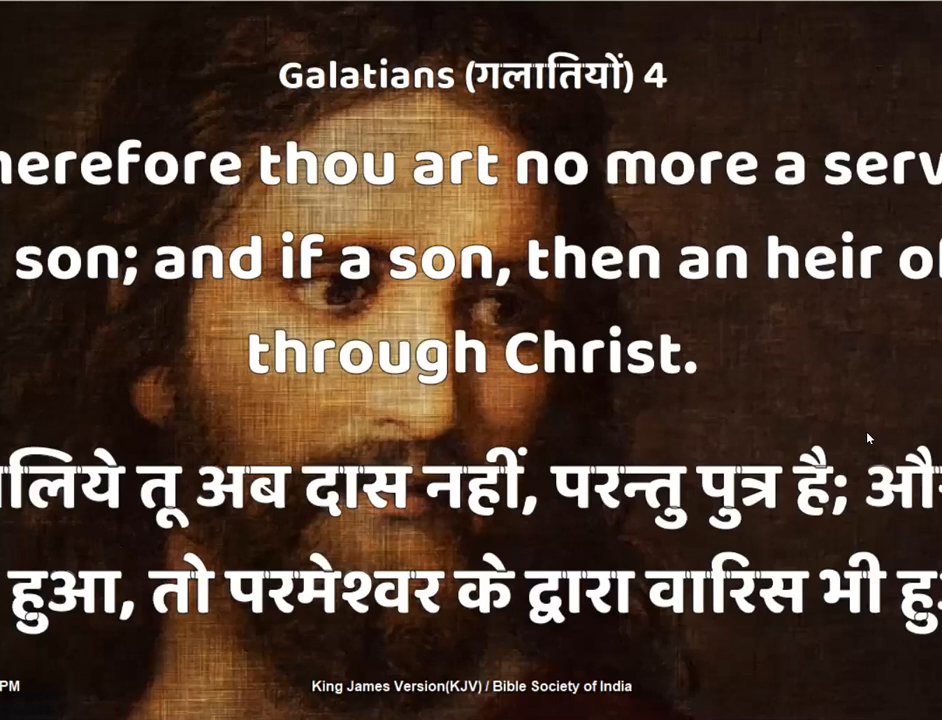 Galatians (गलातियों) 4
herefore thou art no more a serv
son; and if a son, then an heir o
through Christ.
लिये तू अब दास नहीं, परन्तु पुत्र है; और
हुआ, तो परमेश्वर के द्वारा वारिस भी
PM
King James Version(KJV) / Bible Society of India